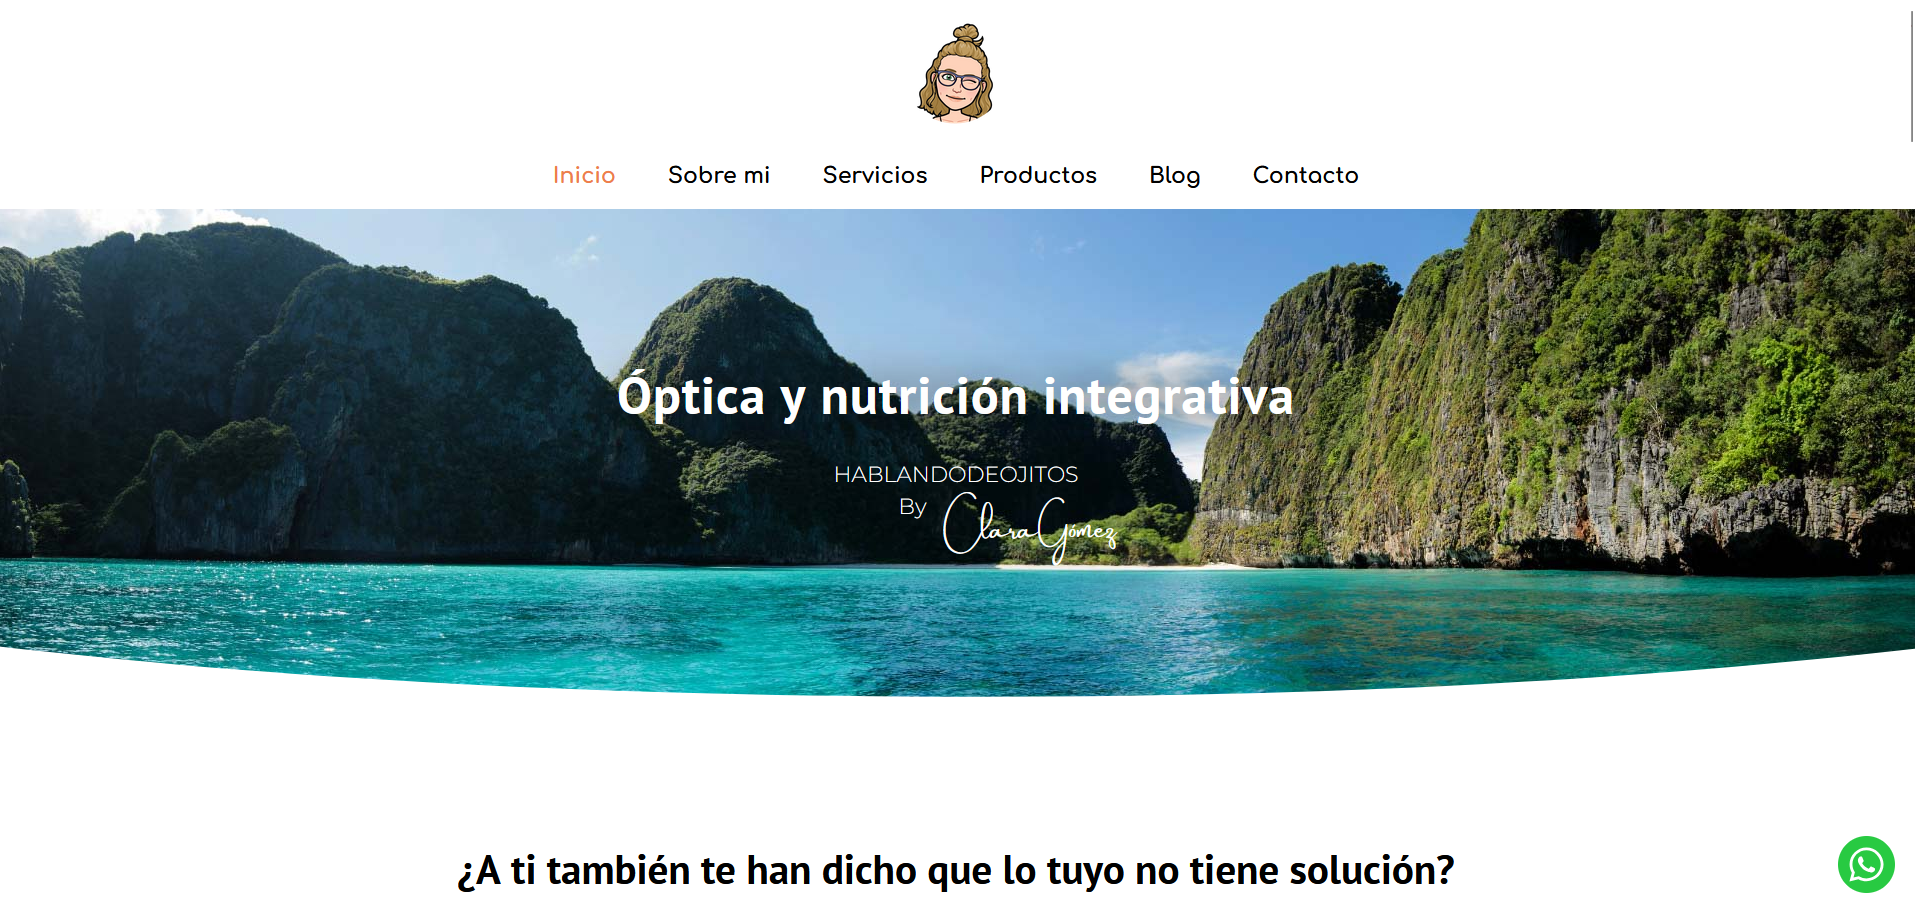 Inicio Sobre mi Servicios Productos Blog Contacto
Óptica y nutrición integrativa
HABLANDODEOJITOS
By Clara Gómez
¿A ti también te han dicho que lo tuyo no tiene solución?